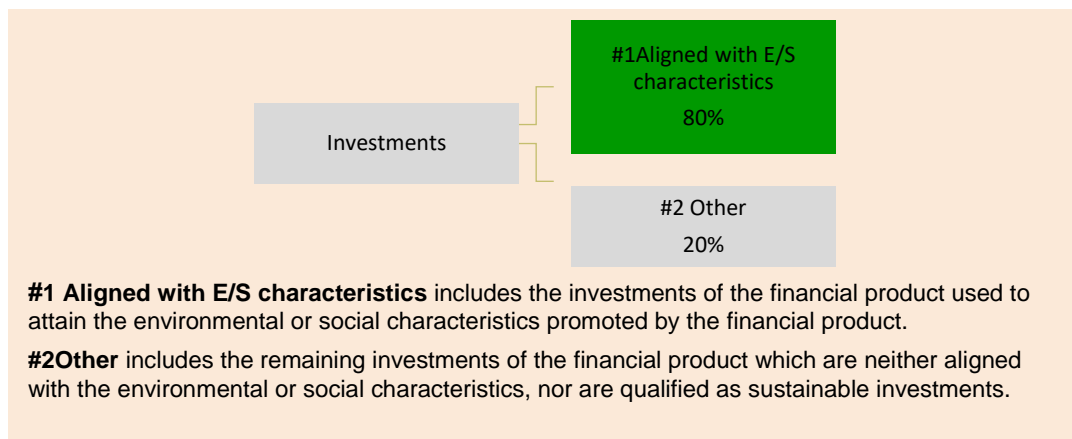 #1Aligned with E/S
characteristics
80%
Investments
#2 Other
20%
#1 Aligned with E/S characteristics includes the investments of the financial product used to
attain the environmental or social characteristics promoted by the financial product.
#2Other includes the remaining investments of the financial product which are neither aligned
with the environmental or social characteristics, nor are qualified as sustainable investments.